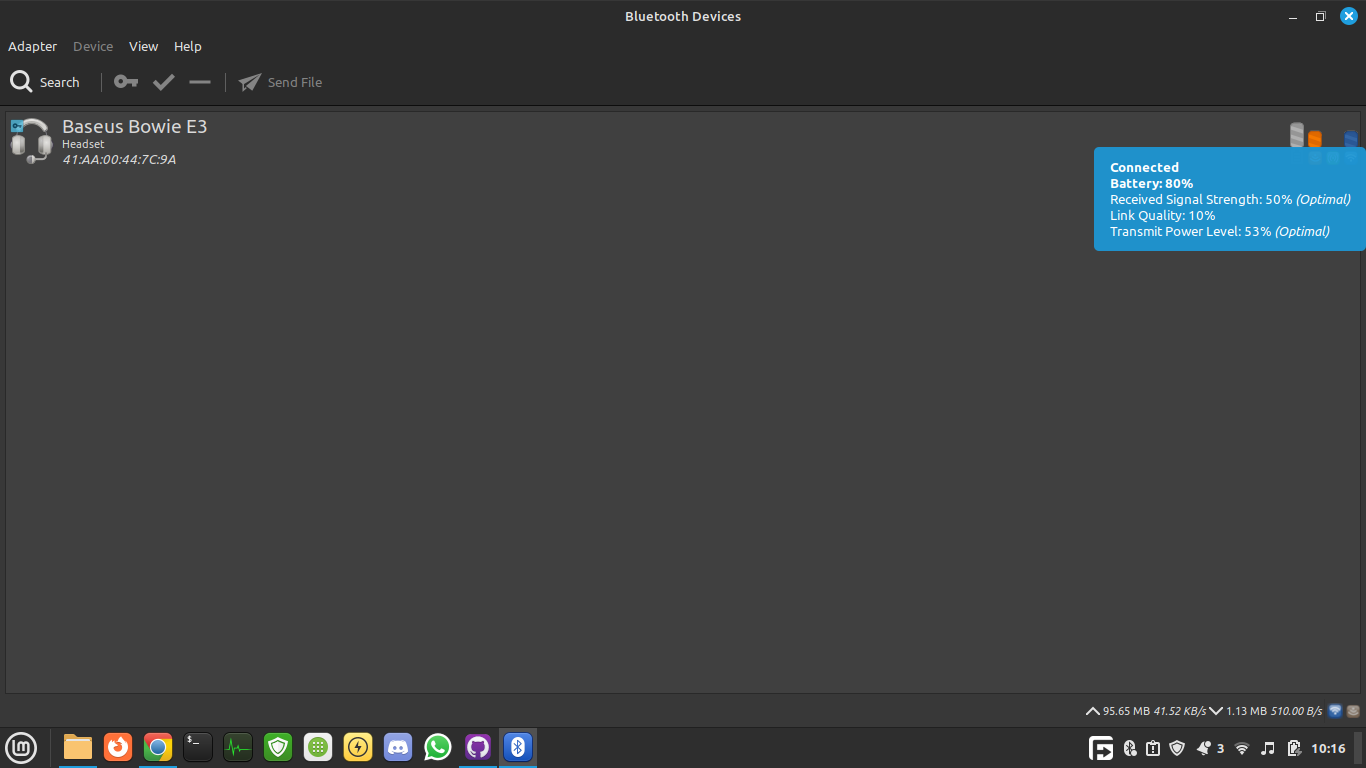 Bluetooth Devices
Adapter Device View Help
Search Send File
Baseus Bowie E3
Headset
41:AA:00:44:7C:9A
Connected
Battery: 80%
Received Signal Strength: 50% (Optimal)
Link Quality: 10%
Transmit Power Level: 53% (Optimal)
95.65 MB 41.52 KB/s 1.13 MB 510.00 B/s
3 10:16